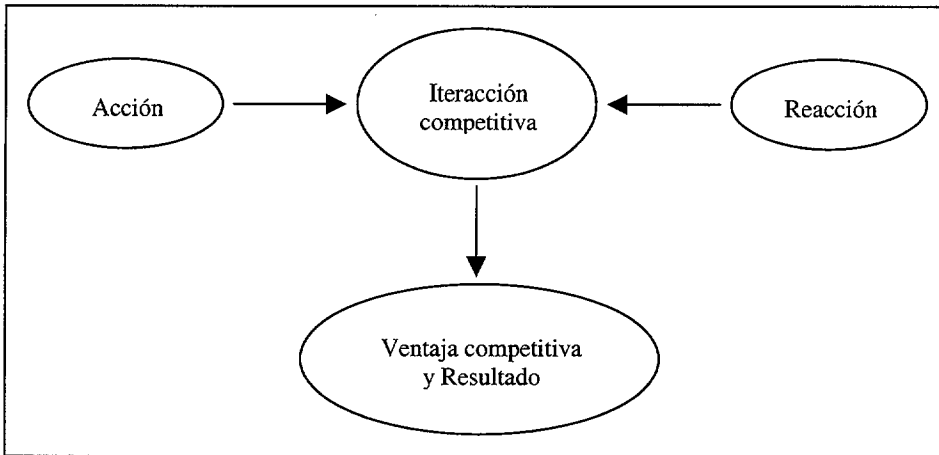 Acción
Iteracción
competitiva
Reacción
Ventaja competitiva
y Resultado